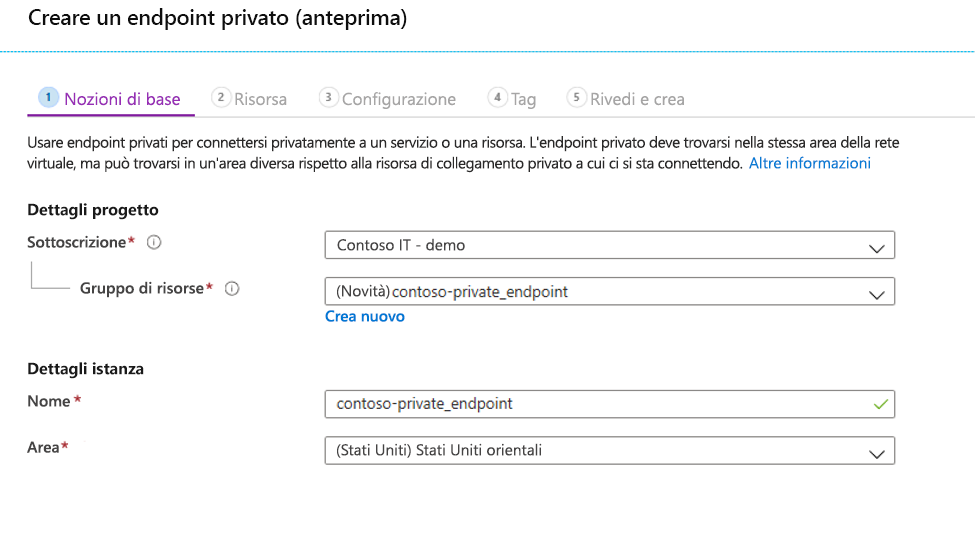 Creare un endpoint privato (anteprima)
1 Nozioni di base 2 Risorsa 3 Configurazione 4 Tag 5 Rivedi e crea
Usare endpoint privati per connettersi privatamente a un servizio o una risorsa. L'endpoint privato deve trovarsi nella stessa area della rete
virtuale, ma può trovarsi in un'area diversa rispetto alla risorsa di collegamento privato a cui ci si sta connettendo. Altre informazioni
Dettagli progetto
Sottoscrizione* Contoso IT - demo
Gruppo di risorse* (Novità) contoso-private_endpoint
Crea nuovo
Dettagli istanza
Nome * contoso-private_endpoint
Area* (Stati Uniti) Stati Uniti orientali